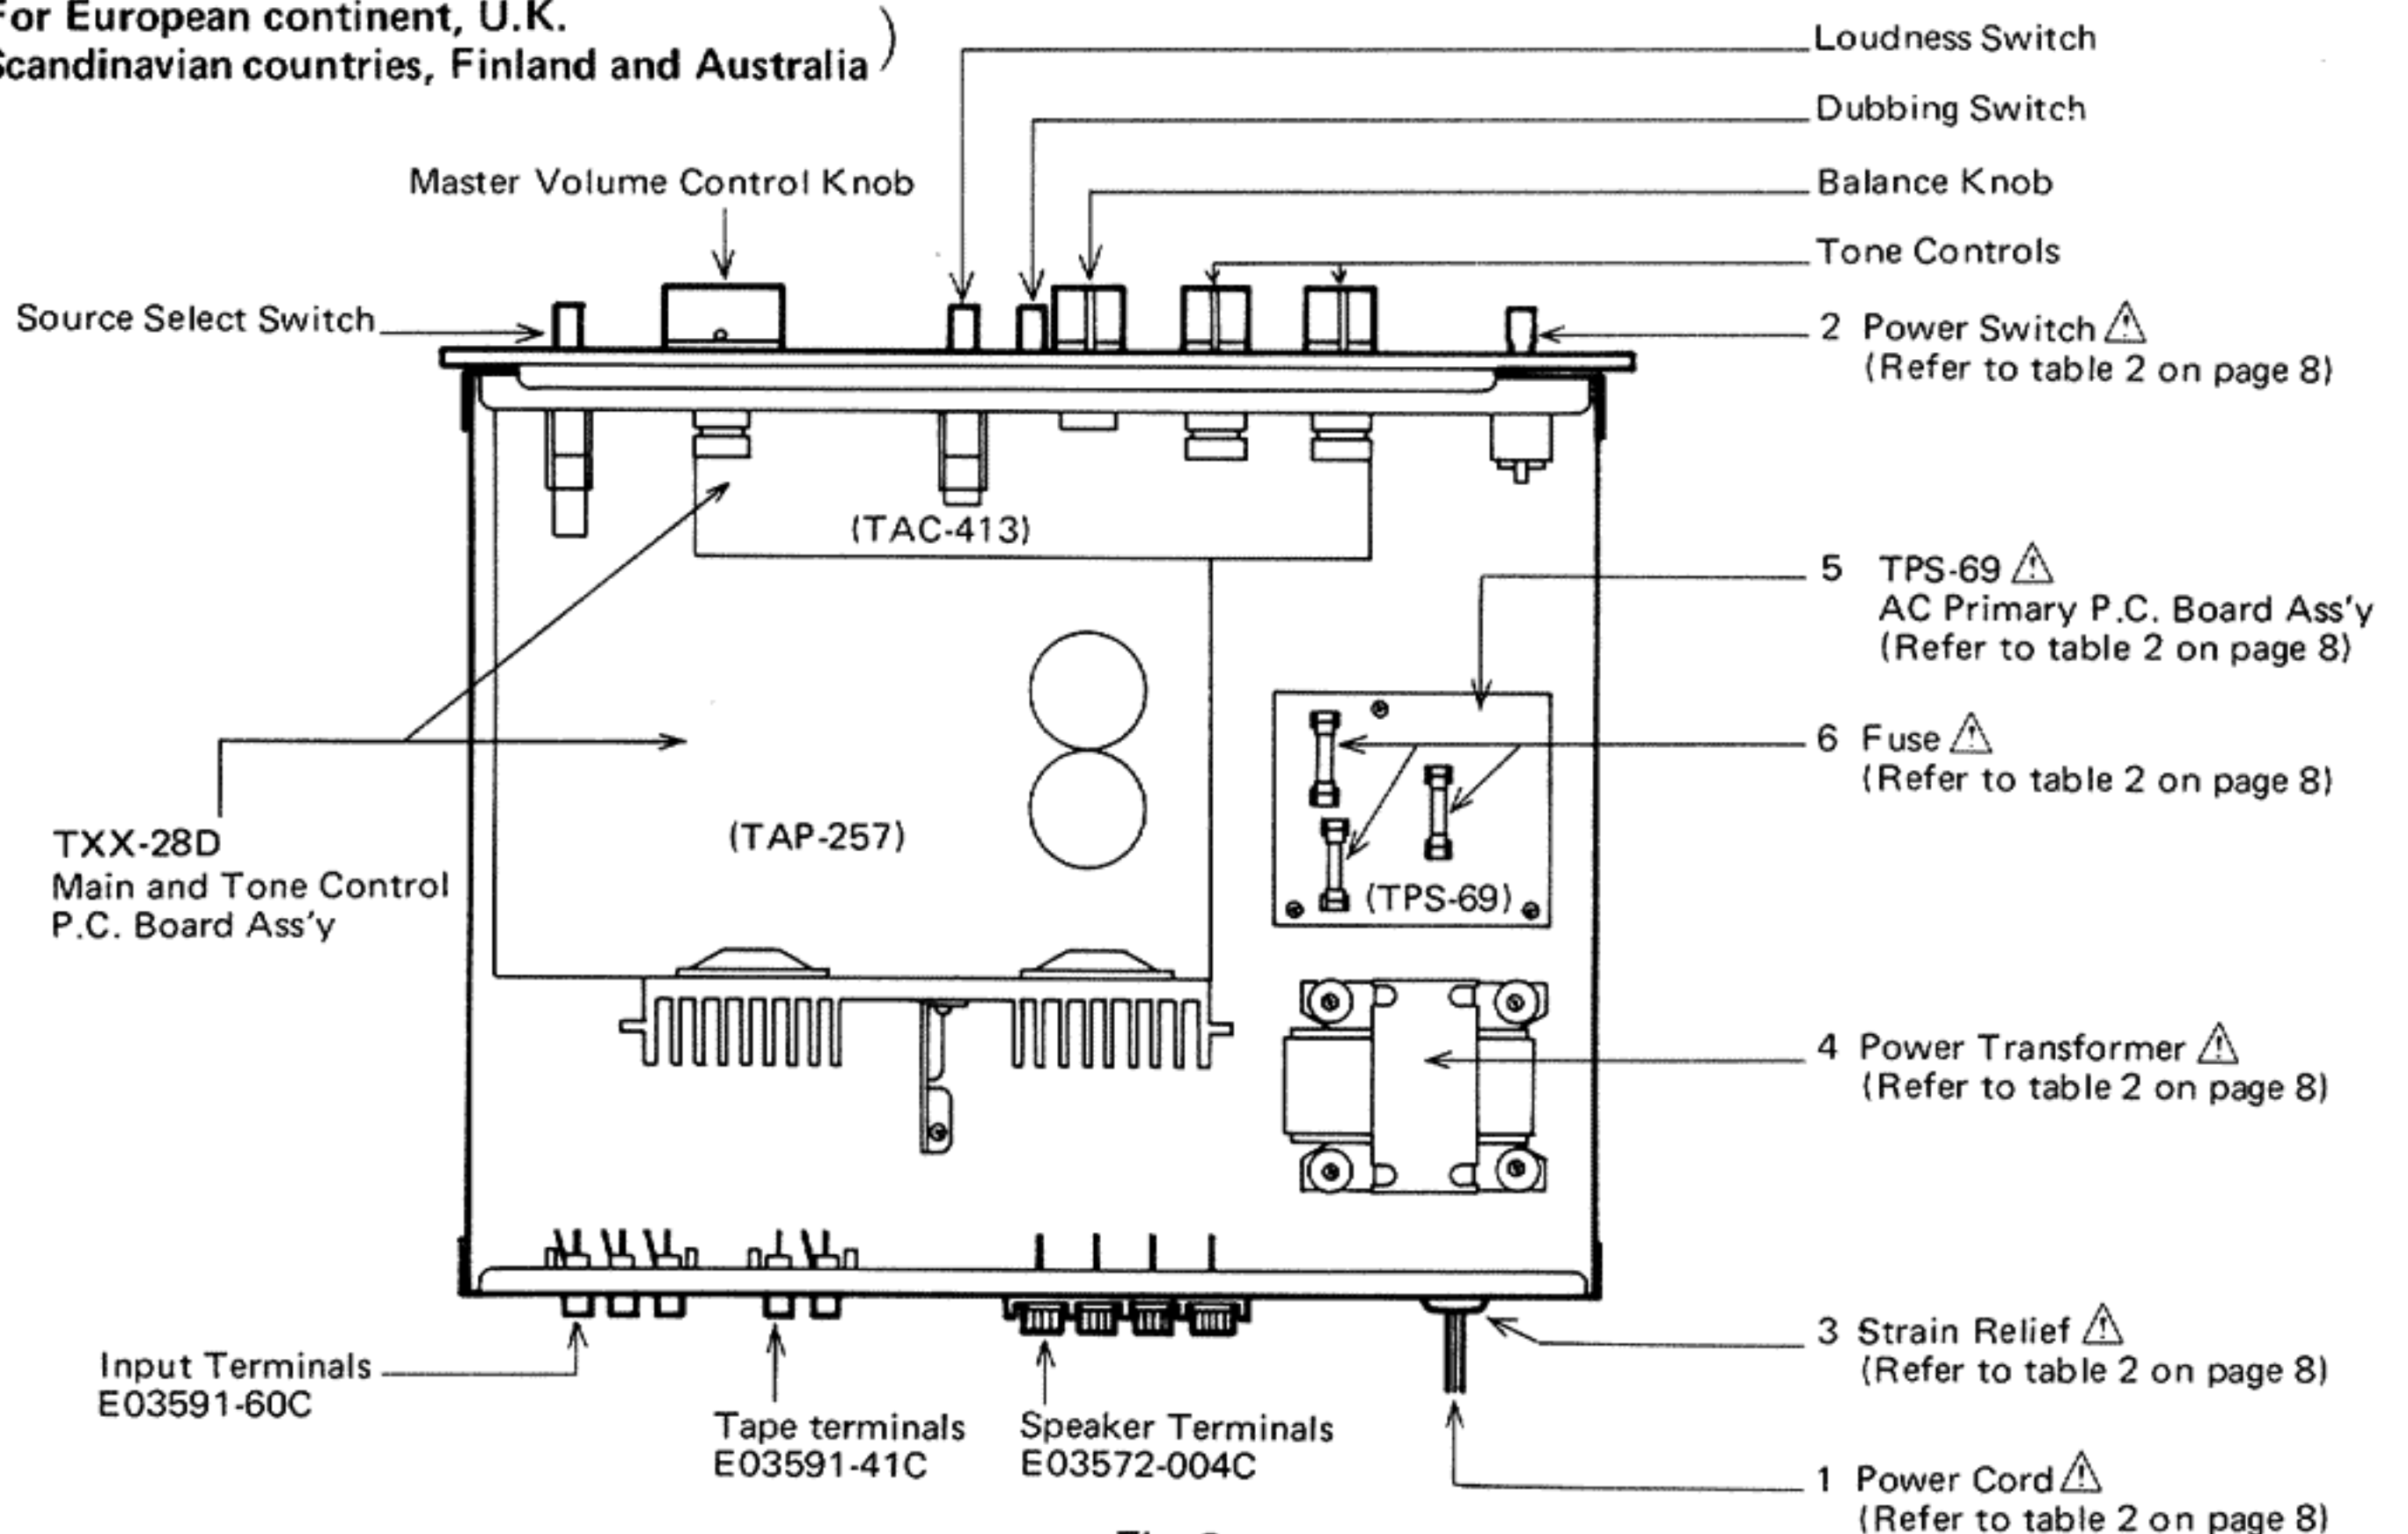 For European continent, U.K.
Scandinavian countries, Finland and Australia )
Loudness Switch
Dubbing Switch
Master Volume Control Knob
Balance Knob
Tone Controls
Source Select Switch
2 Power Switch ⚠
(Refer to table 2 on page 8)
(TAC-413)
5 TPS-69 ⚠
AC Primary P.C. Board Ass'y
(Refer to table 2 on page 8)
6 Fuse ⚠
(Refer to table 2 on page 8)
TXX-28D
Main and Tone Control
P.C. Board Ass'y
(TAP-257)
(TPS-69)
4 Power Transformer ⚠
(Refer to table 2 on page 8)
3 Strain Relief ⚠
(Refer to table 2 on page 8)
Input Terminals
E03591-60C
Tape terminals
E03591-41C
Speaker Terminals
E03572-004C
1 Power Cord ⚠
(Refer to table 2 on page 8)